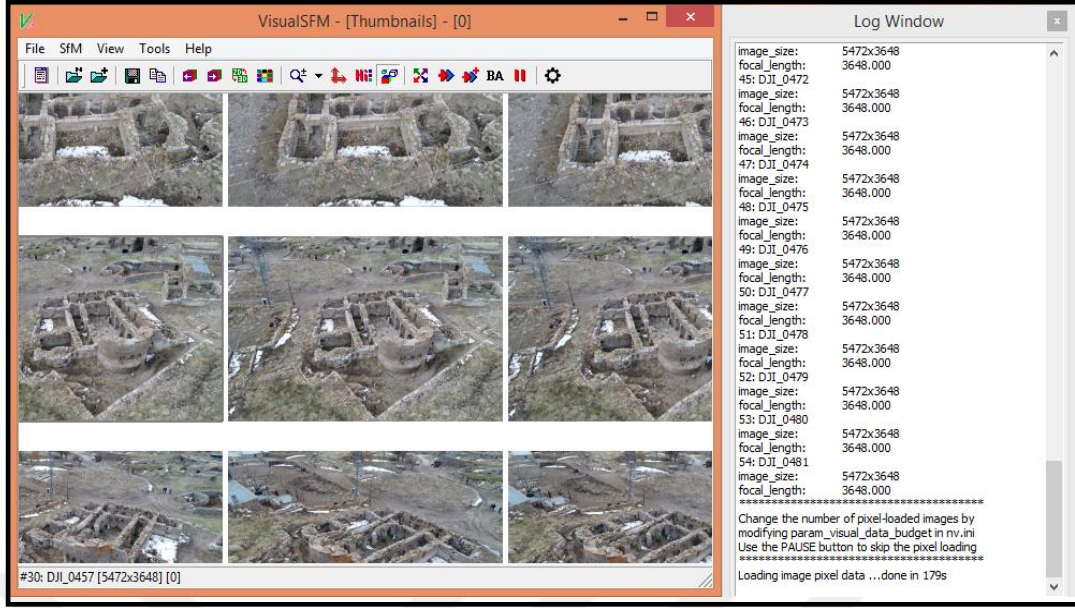 VisualSFM - [Thumbnails] - [0]
File SfM View Tools Help
BA
#30: DJI_0457 [5472x3648] [0]
Log Window
image_size: 5472x3648
focal_length: 3648.000
45: DJI_0472
image_size: 5472x3648
focal_length: 3648.000
46: DJI_0473
image_size: 5472x3648
focal_length: 3648.000
47: DJI_0474
image_size: 5472x3648
focal_length: 3648.000
48: DJI_0475
image_size: 5472x3648
focal_length: 3648.000
49: DJI_0476
image_size: 5472x3648
focal_length: 3648.000
50: DJI_0477
image_size: 5472x3648
focal_length: 3648.000
51: DJI_0478
image_size: 5472x3648
focal_length: 3648.000
52: DJI_0479
image_size: 5472x3648
focal_length: 3648.000
53: DJI_0480
image_size: 5472x3648
focal_length: 3648.000
54: DJI_0481
image_size: 5472x3648
focal_length: 3648.000
****************************************
Change the number of pixel-loaded images by
modifying param_visual_data_budget in nv.ini
Use the PAUSE button to skip the pixel loading
****************************************
Loading image pixel data ...done in 179s